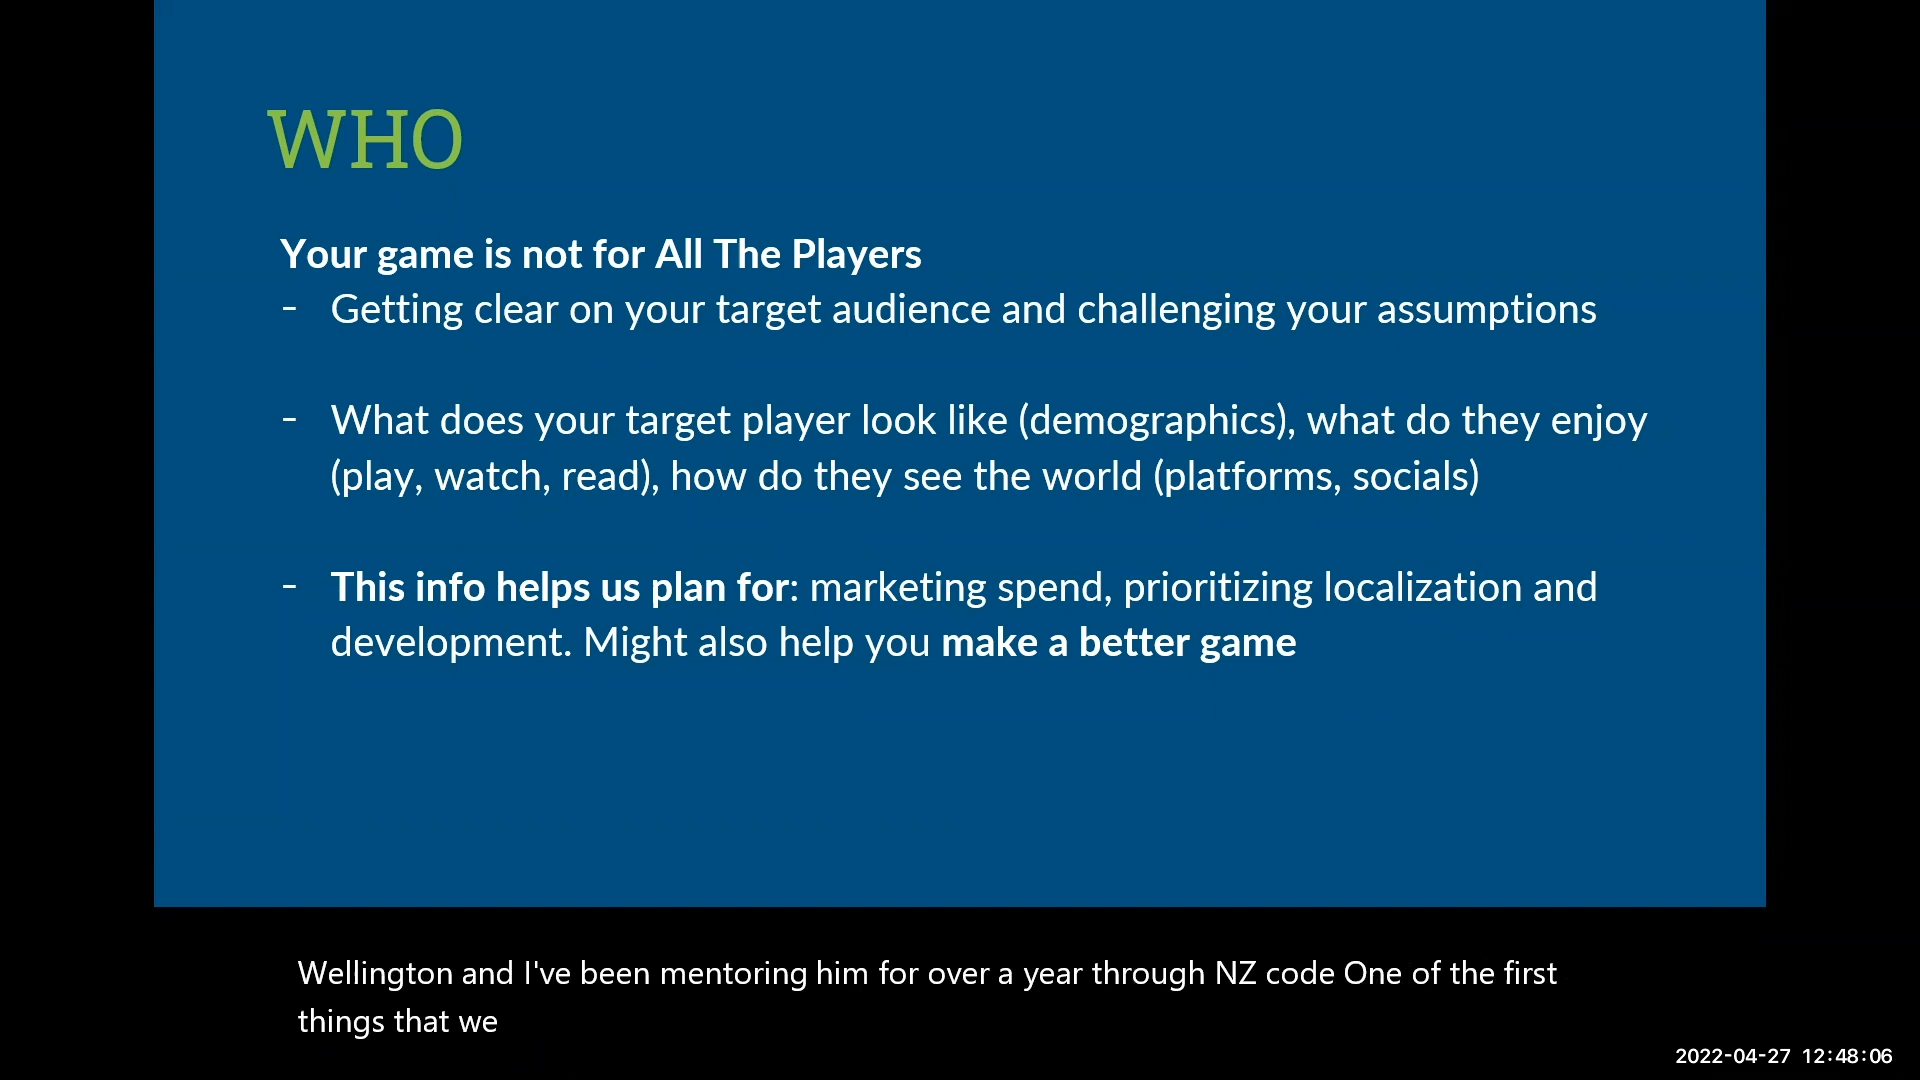 WHO
Your game is not for All The Players
- Getting clear on your target audience and challenging your assumptions
- What does your target player look like (demographics), what do they enjoy
(play, watch, read), how do they see the world (platforms, socials)
- This info helps us plan for: marketing spend, prioritizing localization and
development. Might also help you make a better game
Wellington and I've been mentoring him for over a year through NZ code One of the first
things that we
2022-04-27 12:48:06